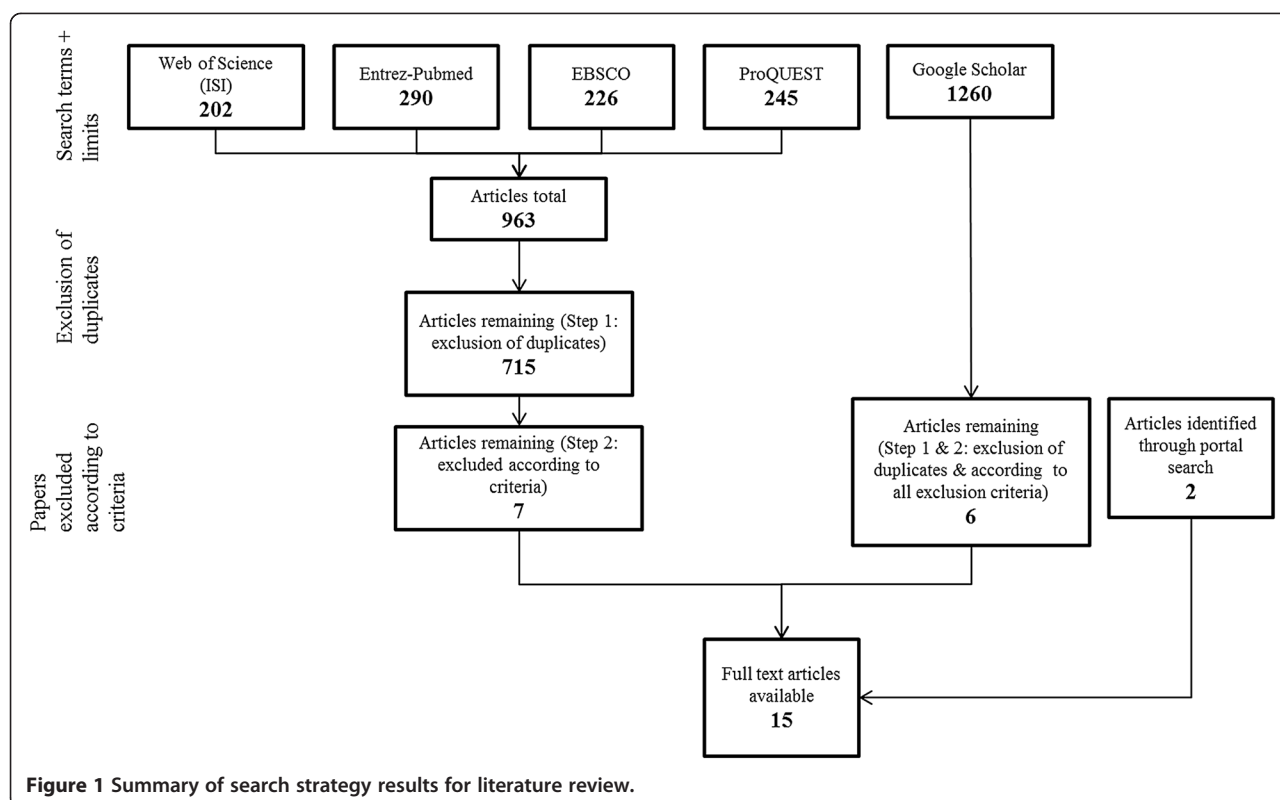 Search terms +
limits
Web of Science
(ISI)
202
Entrez-Pubmed
290
EBSCO
226
ProQUEST
245
Google Scholar
1260
Articles total
963
Exclusion of
duplicates
Articles remaining (Step 1:
exclusion of duplicates)
715
Papers
excluded
according to
criteria
Articles remaining (Step 2:
excluded according to
criteria)
7
Articles remaining
(Step 1 & 2: exclusion of
duplicates & according to
all exclusion criteria)
6
Articles identified
through portal
search
2
Full text articles
available
15
Figure 1 Summary of search strategy results for literature review.